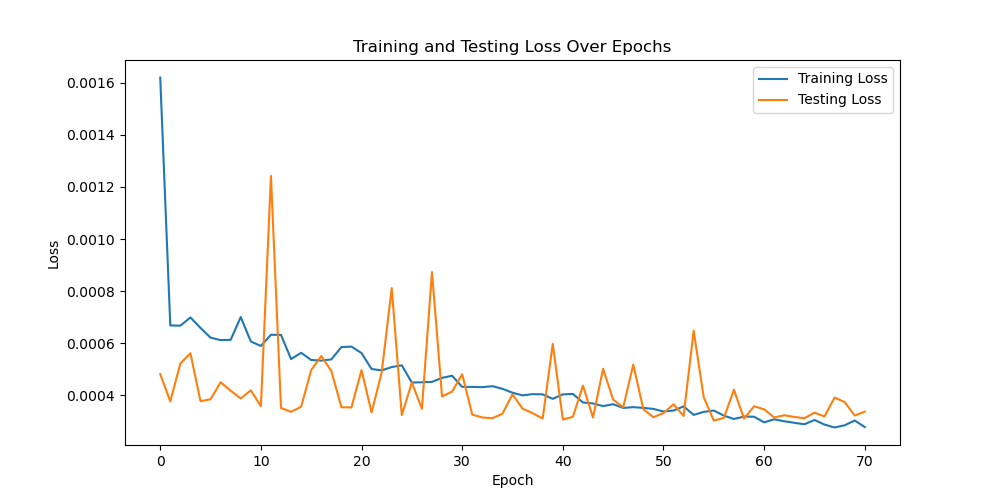 Training and Testing Loss Over Epochs
Training Loss
Testing Loss
0.0016
0.0014
0.0012
0.0010
0.0008
0.0006
0.0004
Loss
0 10 20 30 40 50 60 70
Epoch